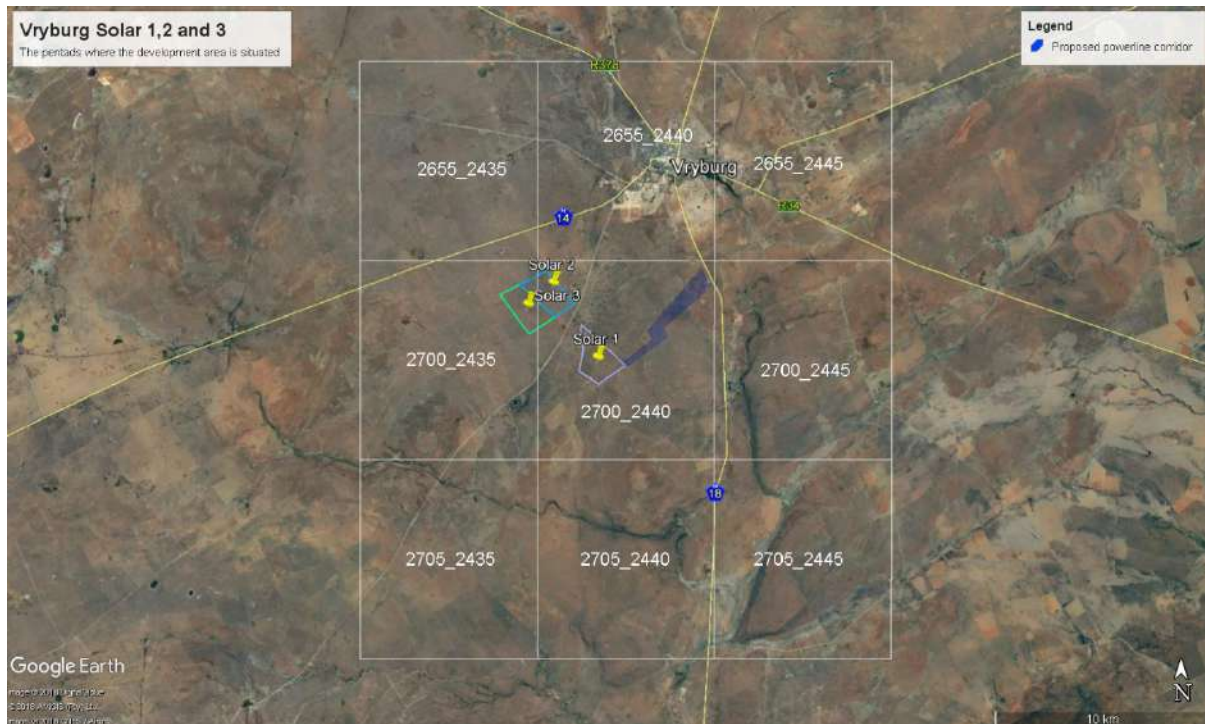 Vryburg Solar 1,2 and 3
The pentads where the development area is situated
Legend
Proposed powerline corridor
R378
2655_2440
2655_2435
Vryburg
2655_2445
R34
14
Solar 2
Solar 3
Solar 1
2700_2435
2700_2445
2700_2440
18
2705_2435
2705_2440
2705_2445
Google Earth
N
10 km